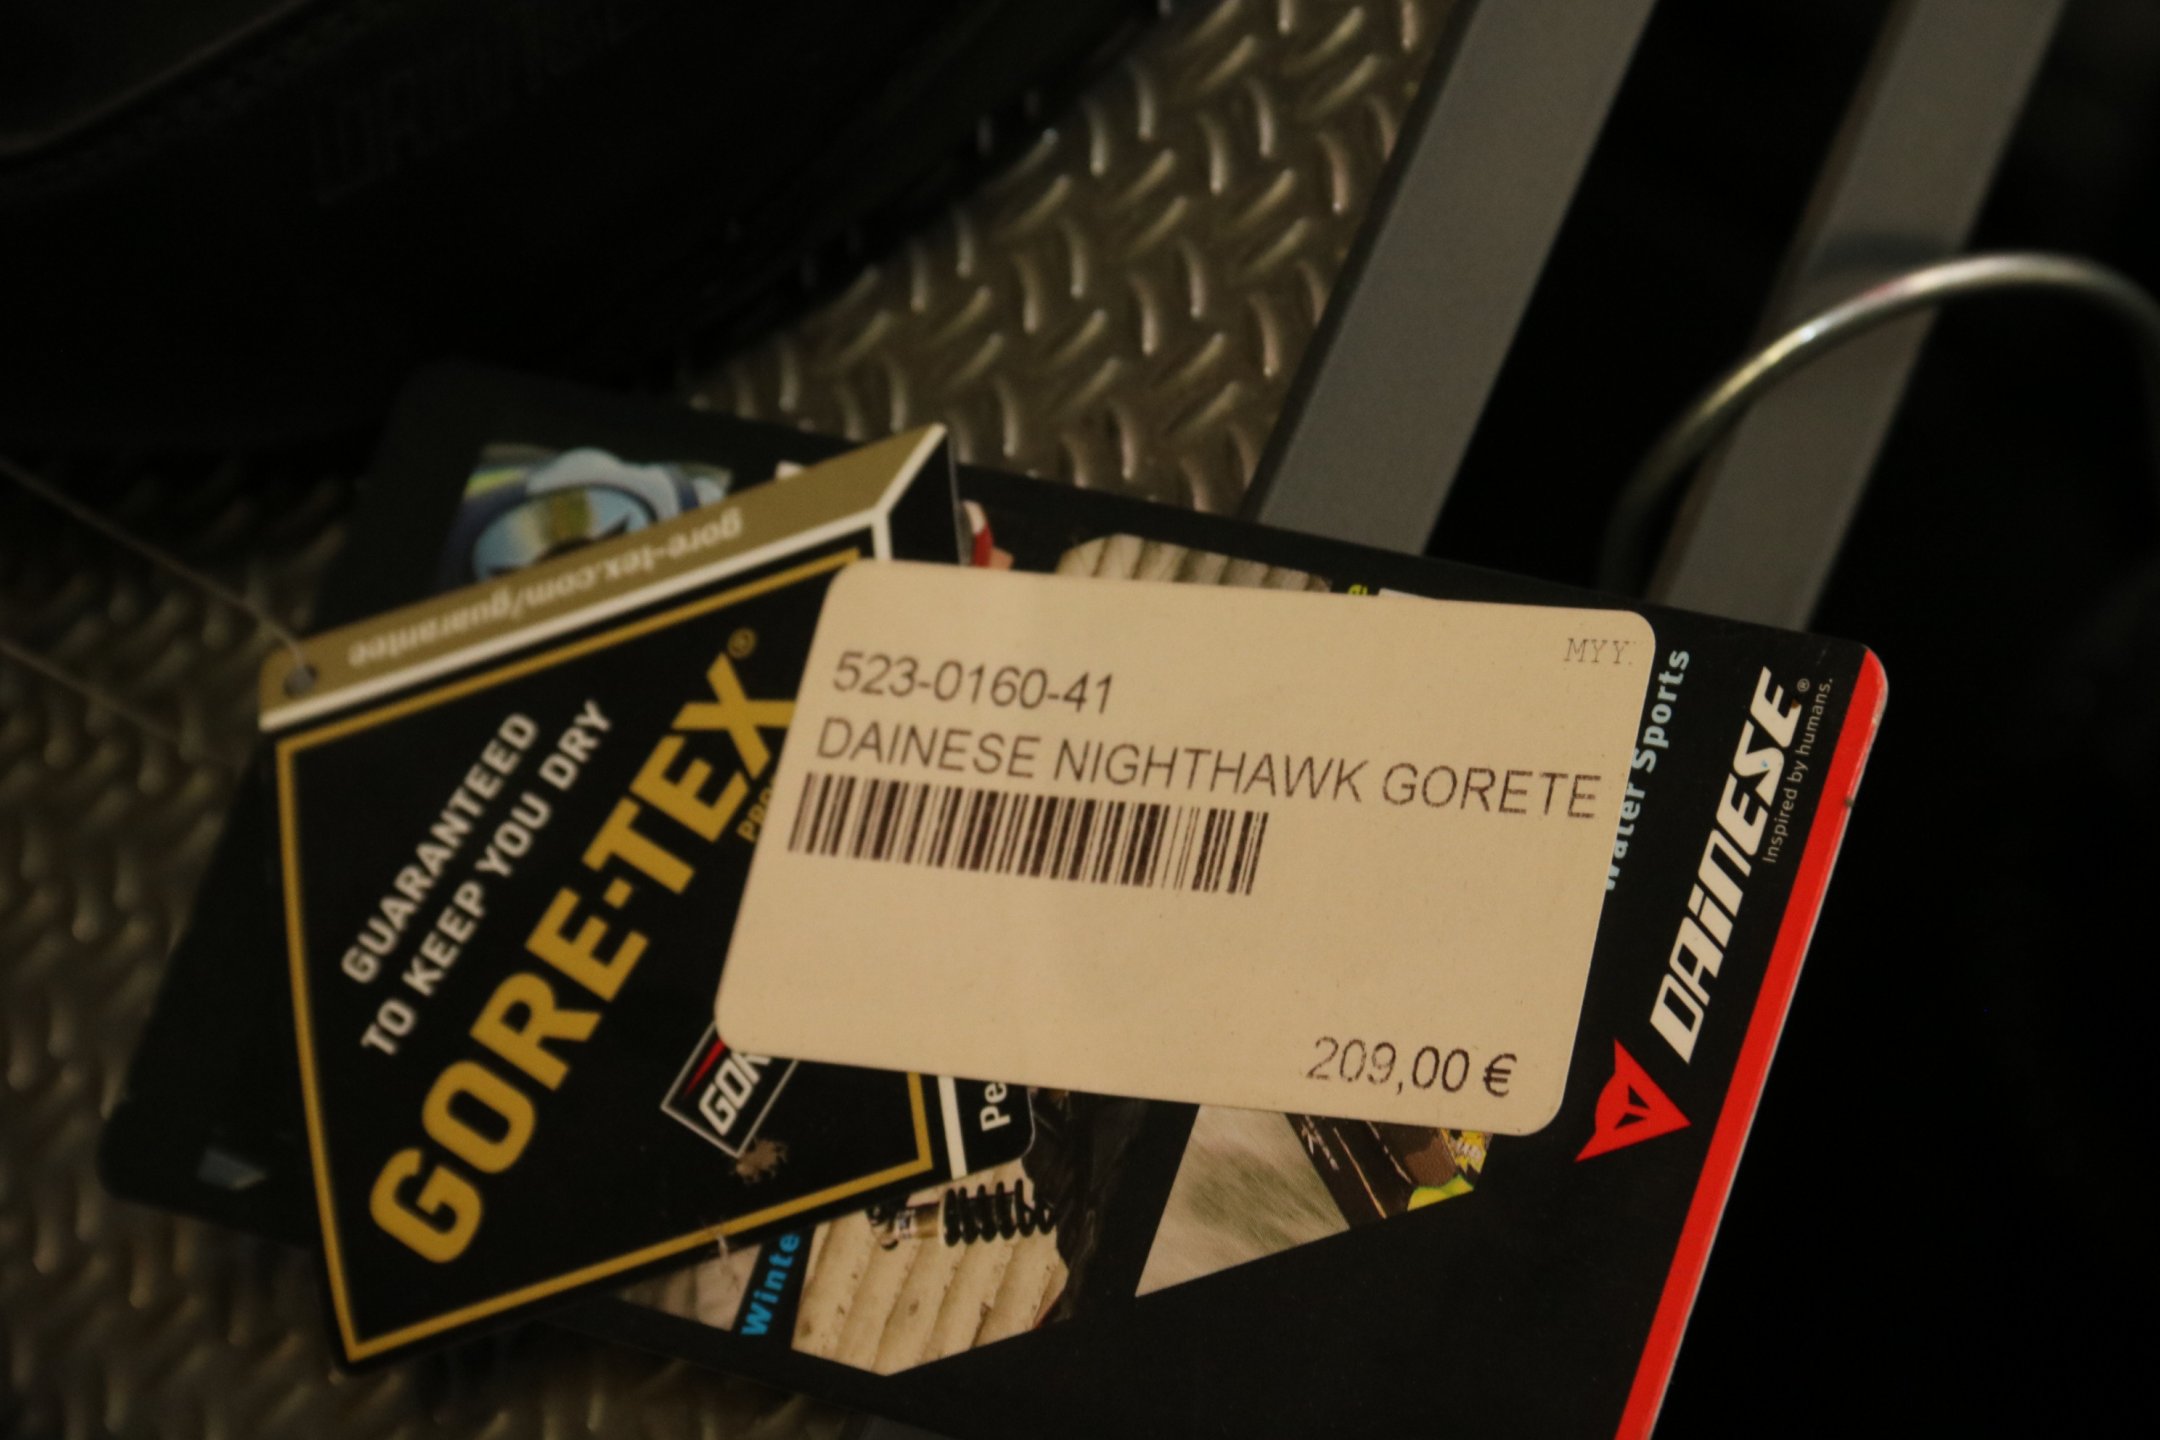 gore-tex.com/guarantee
GUARANTEED
TO KEEP YOU DRY
GORE-TEX®
MYY
523-0160-41
DAINESE NIGHTHAWK GORETE
209,00 €
Water Sports
DAINESE®
Inspired by humans.